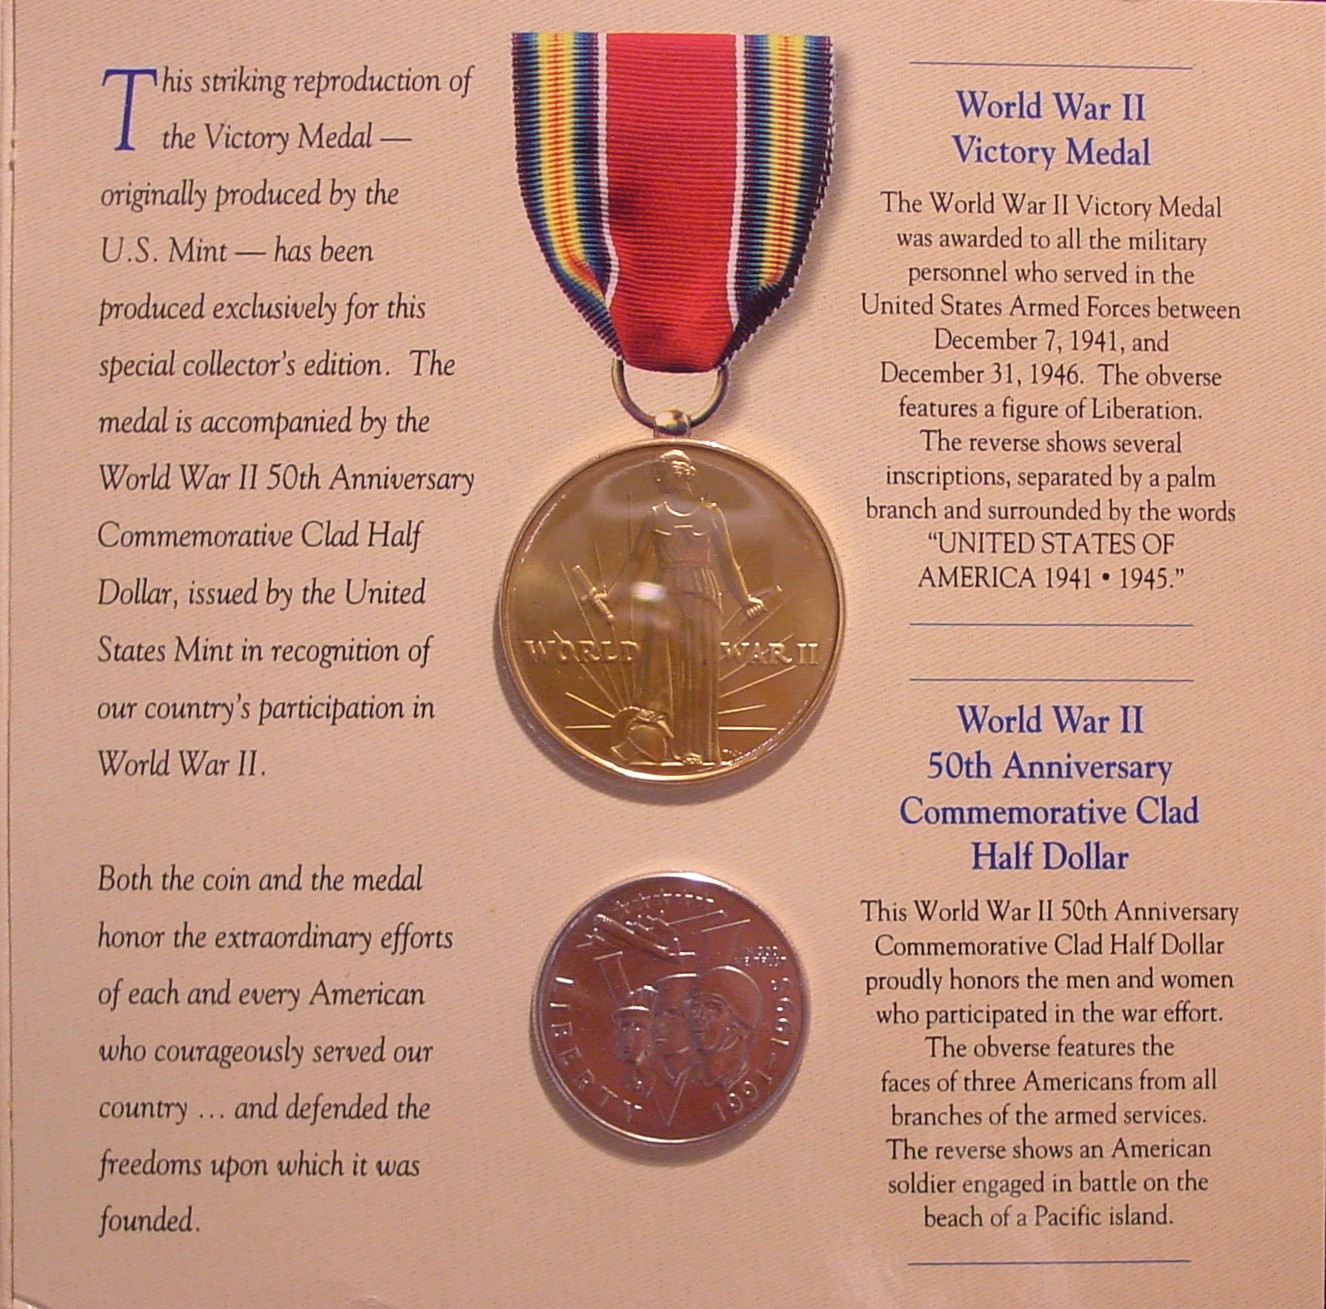 This striking reproduction of
the Victory Medal —
originally produced by the
U.S. Mint — has been
produced exclusively for this
special collector's edition. The
medal is accompanied by the
World War II 50th Anniversary
Commemorative Clad Half
Dollar, issued by the United
States Mint in recognition of
our country's participation in
World War II.
Both the coin and the medal
honor the extraordinary efforts
of each and every American
who courageously served our
country ... and defended the
freedoms upon which it was
founded.
WORLD WAR II
LIBERTY
1991-1995
World War II
Victory Medal
The World War II Victory Medal
was awarded to all the military
personnel who served in the
United States Armed Forces between
December 7, 1941, and
December 31, 1946. The obverse
features a figure of Liberation.
The reverse shows several
inscriptions, separated by a palm
branch and surrounded by the words
“UNITED STATES OF
AMERICA 1941 • 1945.”
World War II
50th Anniversary
Commemorative Clad
Half Dollar
This World War II 50th Anniversary
Commemorative Clad Half Dollar
proudly honors the men and women
who participated in the war effort.
The obverse features the
faces of three Americans from all
branches of the armed services.
The reverse shows an American
soldier engaged in battle on the
beach of a Pacific island.